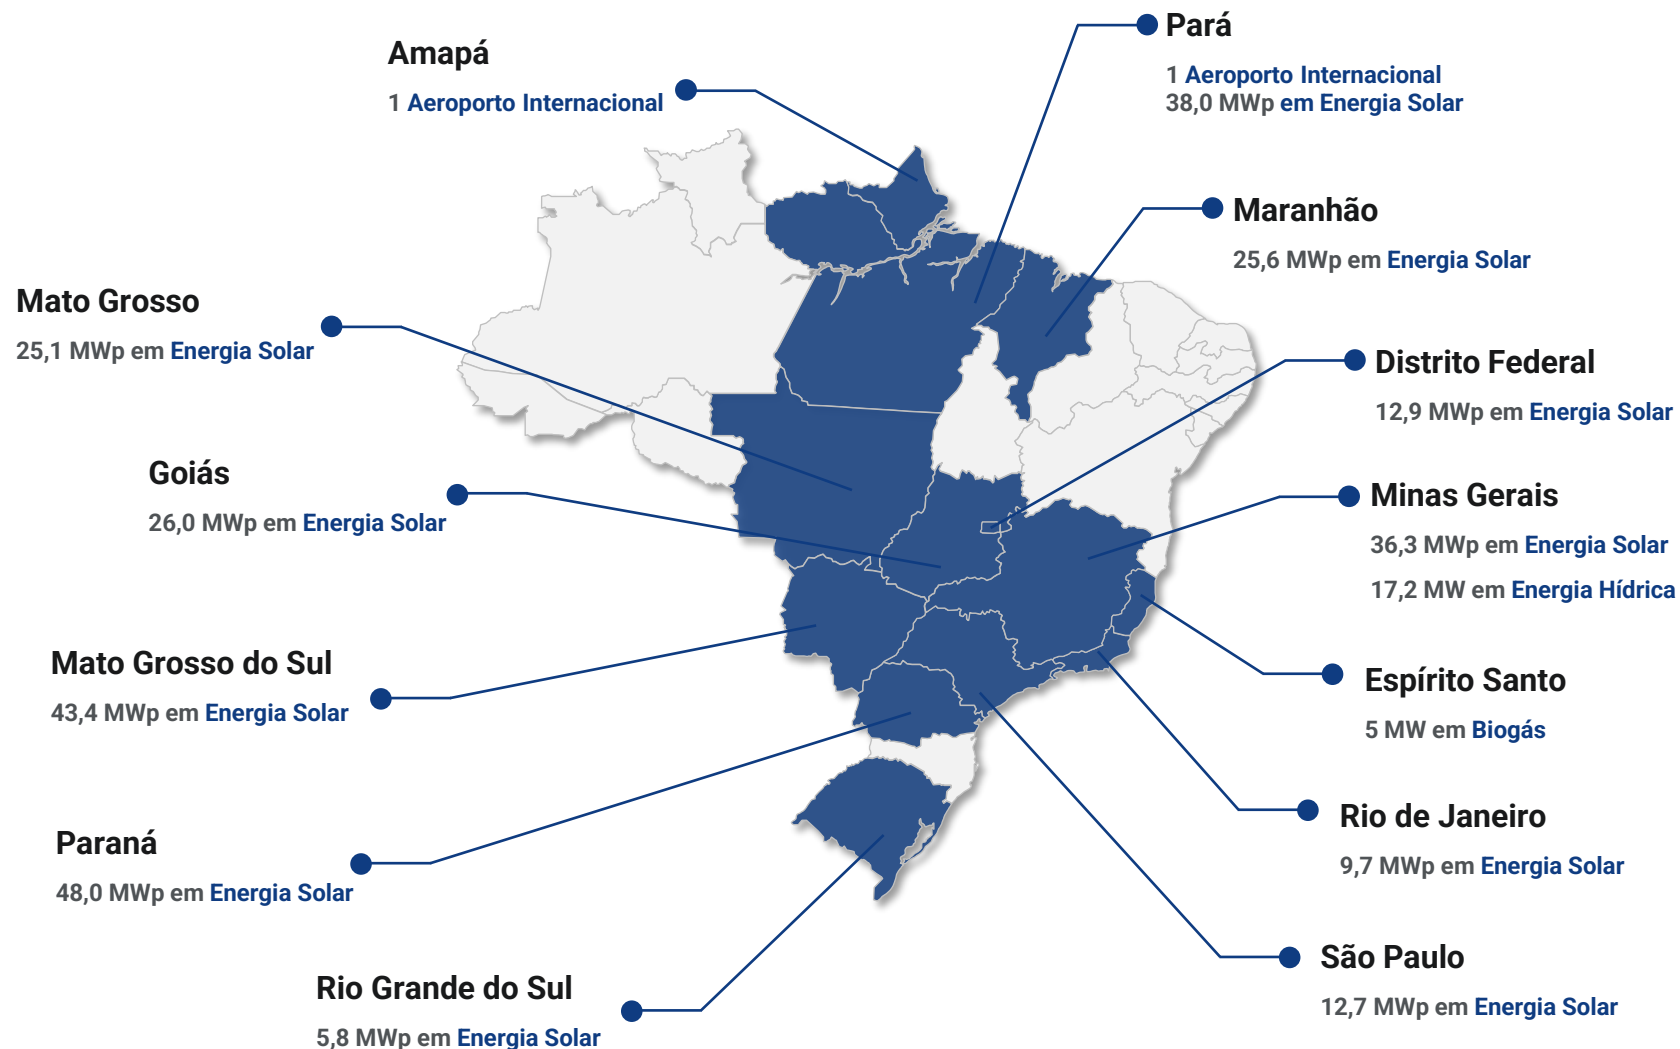 Amapá
1 Aeroporto Internacional
Pará
1 Aeroporto Internacional
38,0 MWp em Energia Solar
Maranhão
25,6 MWp em Energia Solar
Mato Grosso
25,1 MWp em Energia Solar
Distrito Federal
12,9 MWp em Energia Solar
Goiás
26,0 MWp em Energia Solar
Minas Gerais
36,3 MWp em Energia Solar
17,2 MW em Energia Hídrica
Mato Grosso do Sul
43,4 MWp em Energia Solar
Espírito Santo
5 MW em Biogás
Paraná
48,0 MWp em Energia Solar
Rio de Janeiro
9,7 MWp em Energia Solar
São Paulo
12,7 MWp em Energia Solar
Rio Grande do Sul
5,8 MWp em Energia Solar